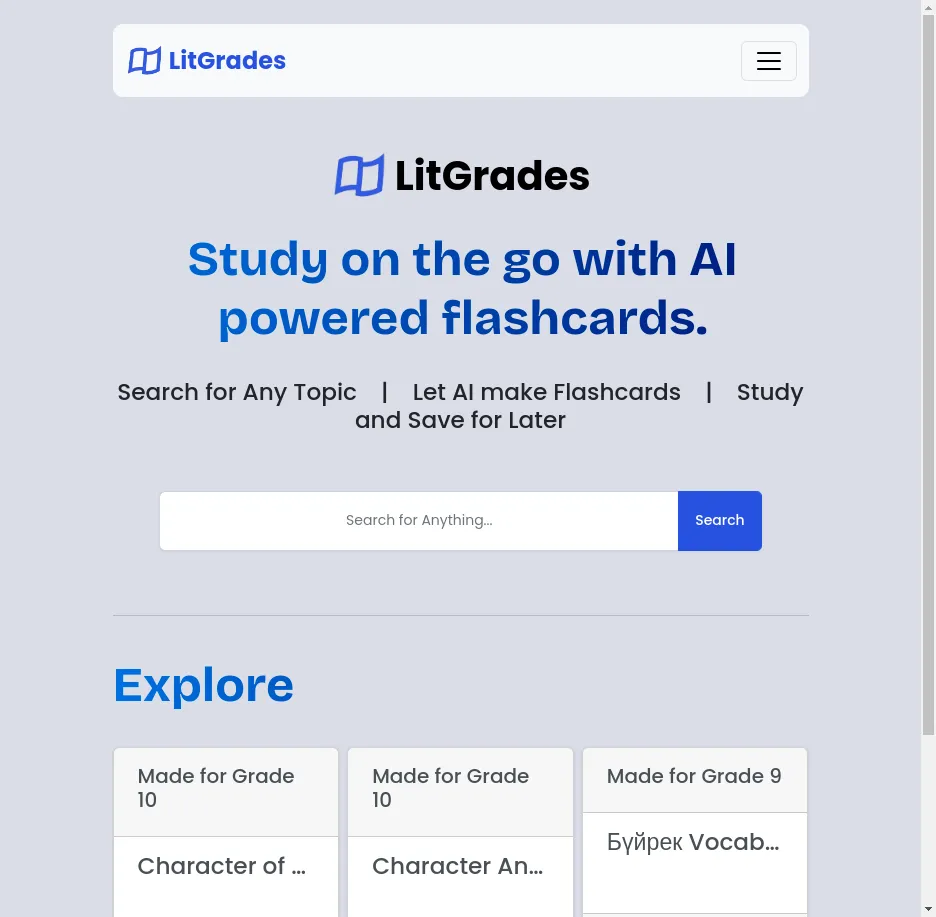 LitGrades
LitGrades
Study on the go with AI
powered flashcards.
Search for Any Topic | Let AI make Flashcards | Study
and Save for Later
Search for Anything...
Search
Explore
Made for Grade
10
Made for Grade
10
Made for Grade 9
Character of ...
Character An...
Бүйрек Vocab...